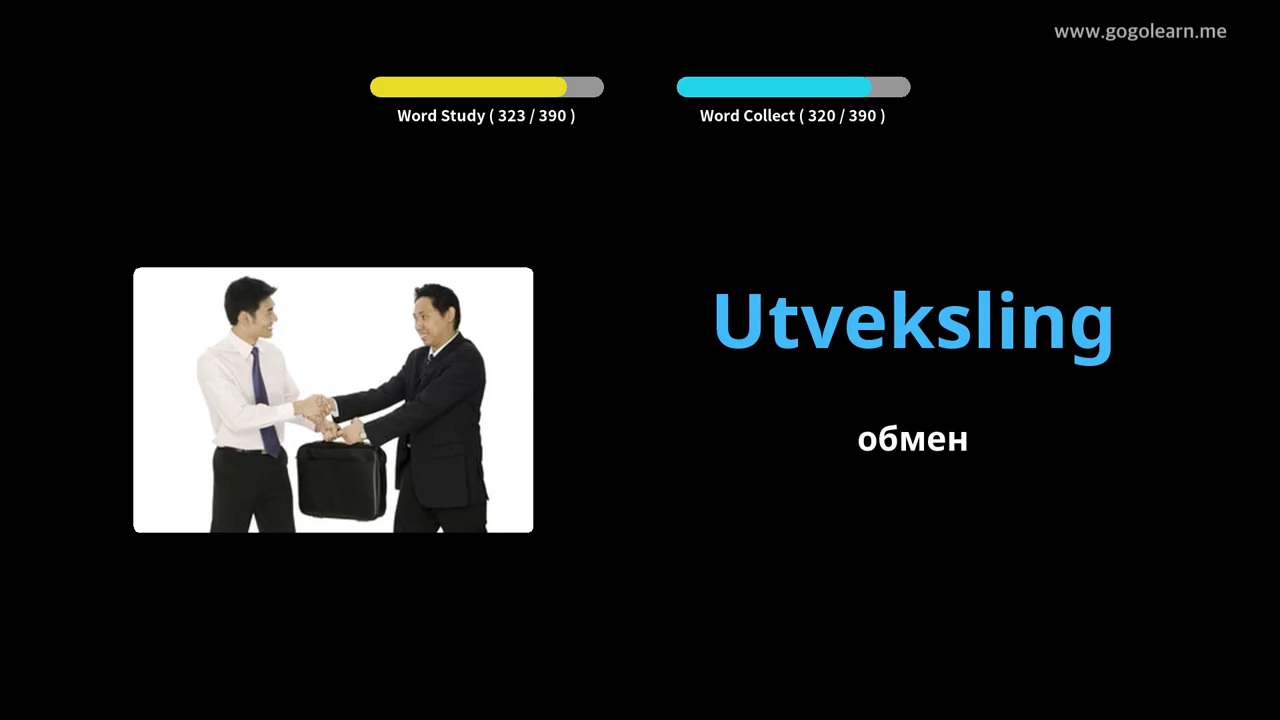 www.gogolearn.me
Word Study ( 323 / 390 )
Word Collect ( 320 / 390 )
Utveksling
обмен